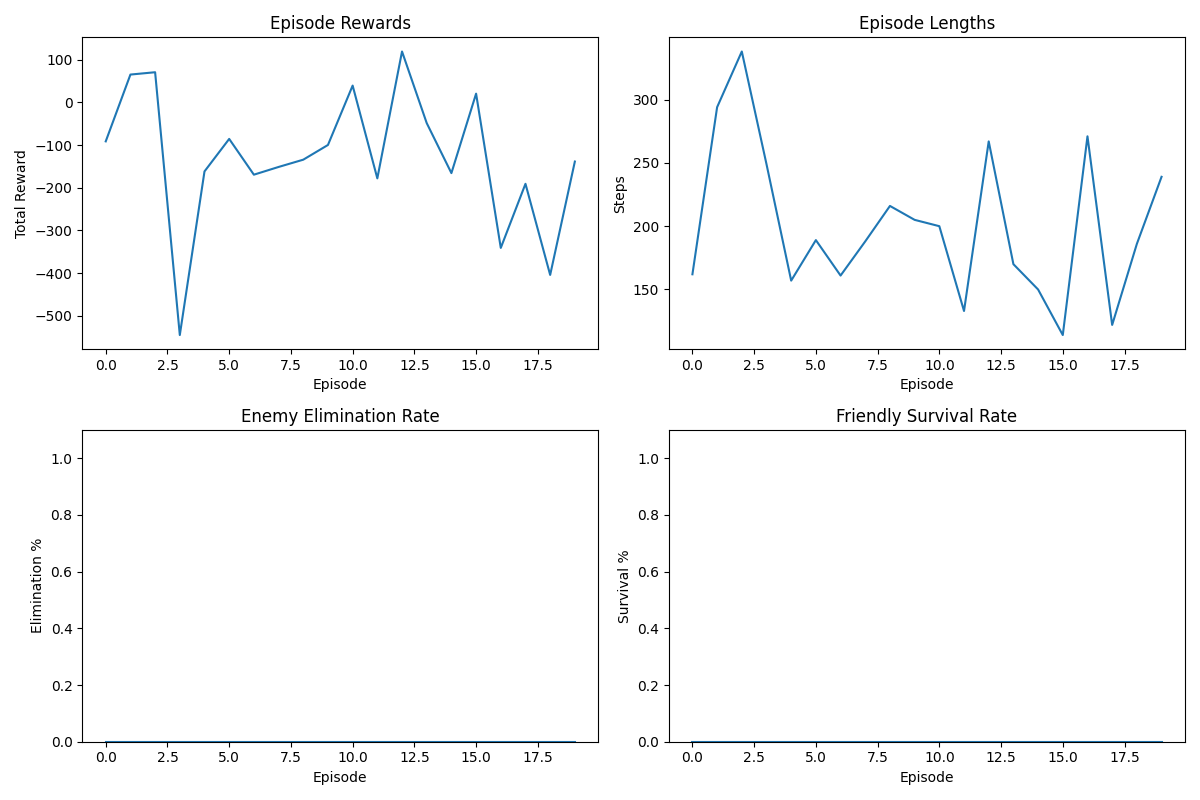 Episode Rewards
Total Reward
100
0
−100
−200
−300
−400
−500
0.0 2.5 5.0 7.5 10.0 12.5 15.0 17.5
Episode
Episode Lengths
Steps
300
250
200
150
0.0 2.5 5.0 7.5 10.0 12.5 15.0 17.5
Episode
Enemy Elimination Rate
Elimination %
1.0
0.8
0.6
0.4
0.2
0.0
0.0 2.5 5.0 7.5 10.0 12.5 15.0 17.5
Episode
Friendly Survival Rate
Survival %
1.0
0.8
0.6
0.4
0.2
0.0
0.0 2.5 5.0 7.5 10.0 12.5 15.0 17.5
Episode